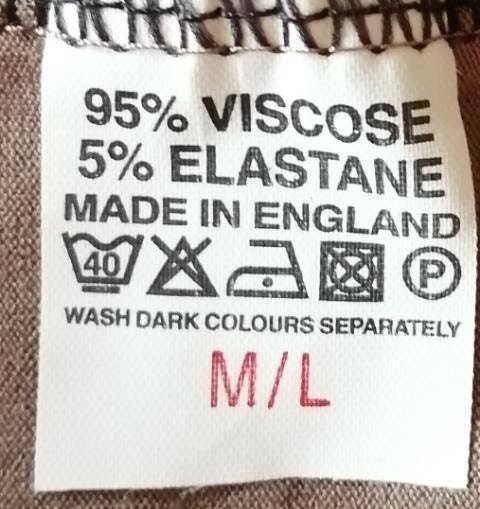 95% VISCOSE
5% ELASTANE
MADE IN ENGLAND
40 P
WASH DARK COLOURS SEPARATELY
M/L